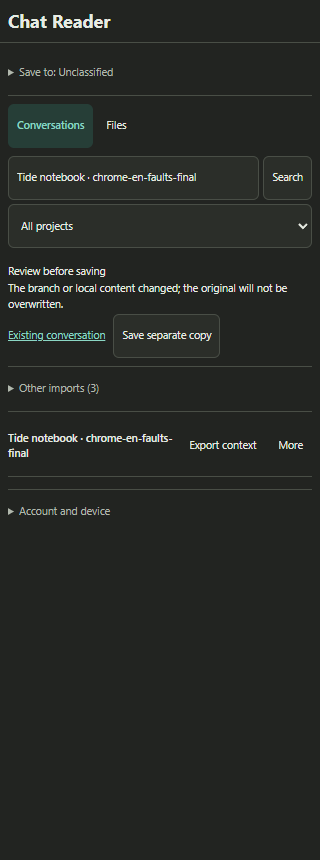 Chat Reader
Save to: Unclassified
Conversations
Files
Tide notebook · chrome-en-faults-final
Search
All projects
Review before saving
The branch or local content changed; the original will not be
overwritten.
Existing conversation
Save separate copy
Other imports (3)
Tide notebook · chrome-en-faults-
final
Export context
More
Account and device